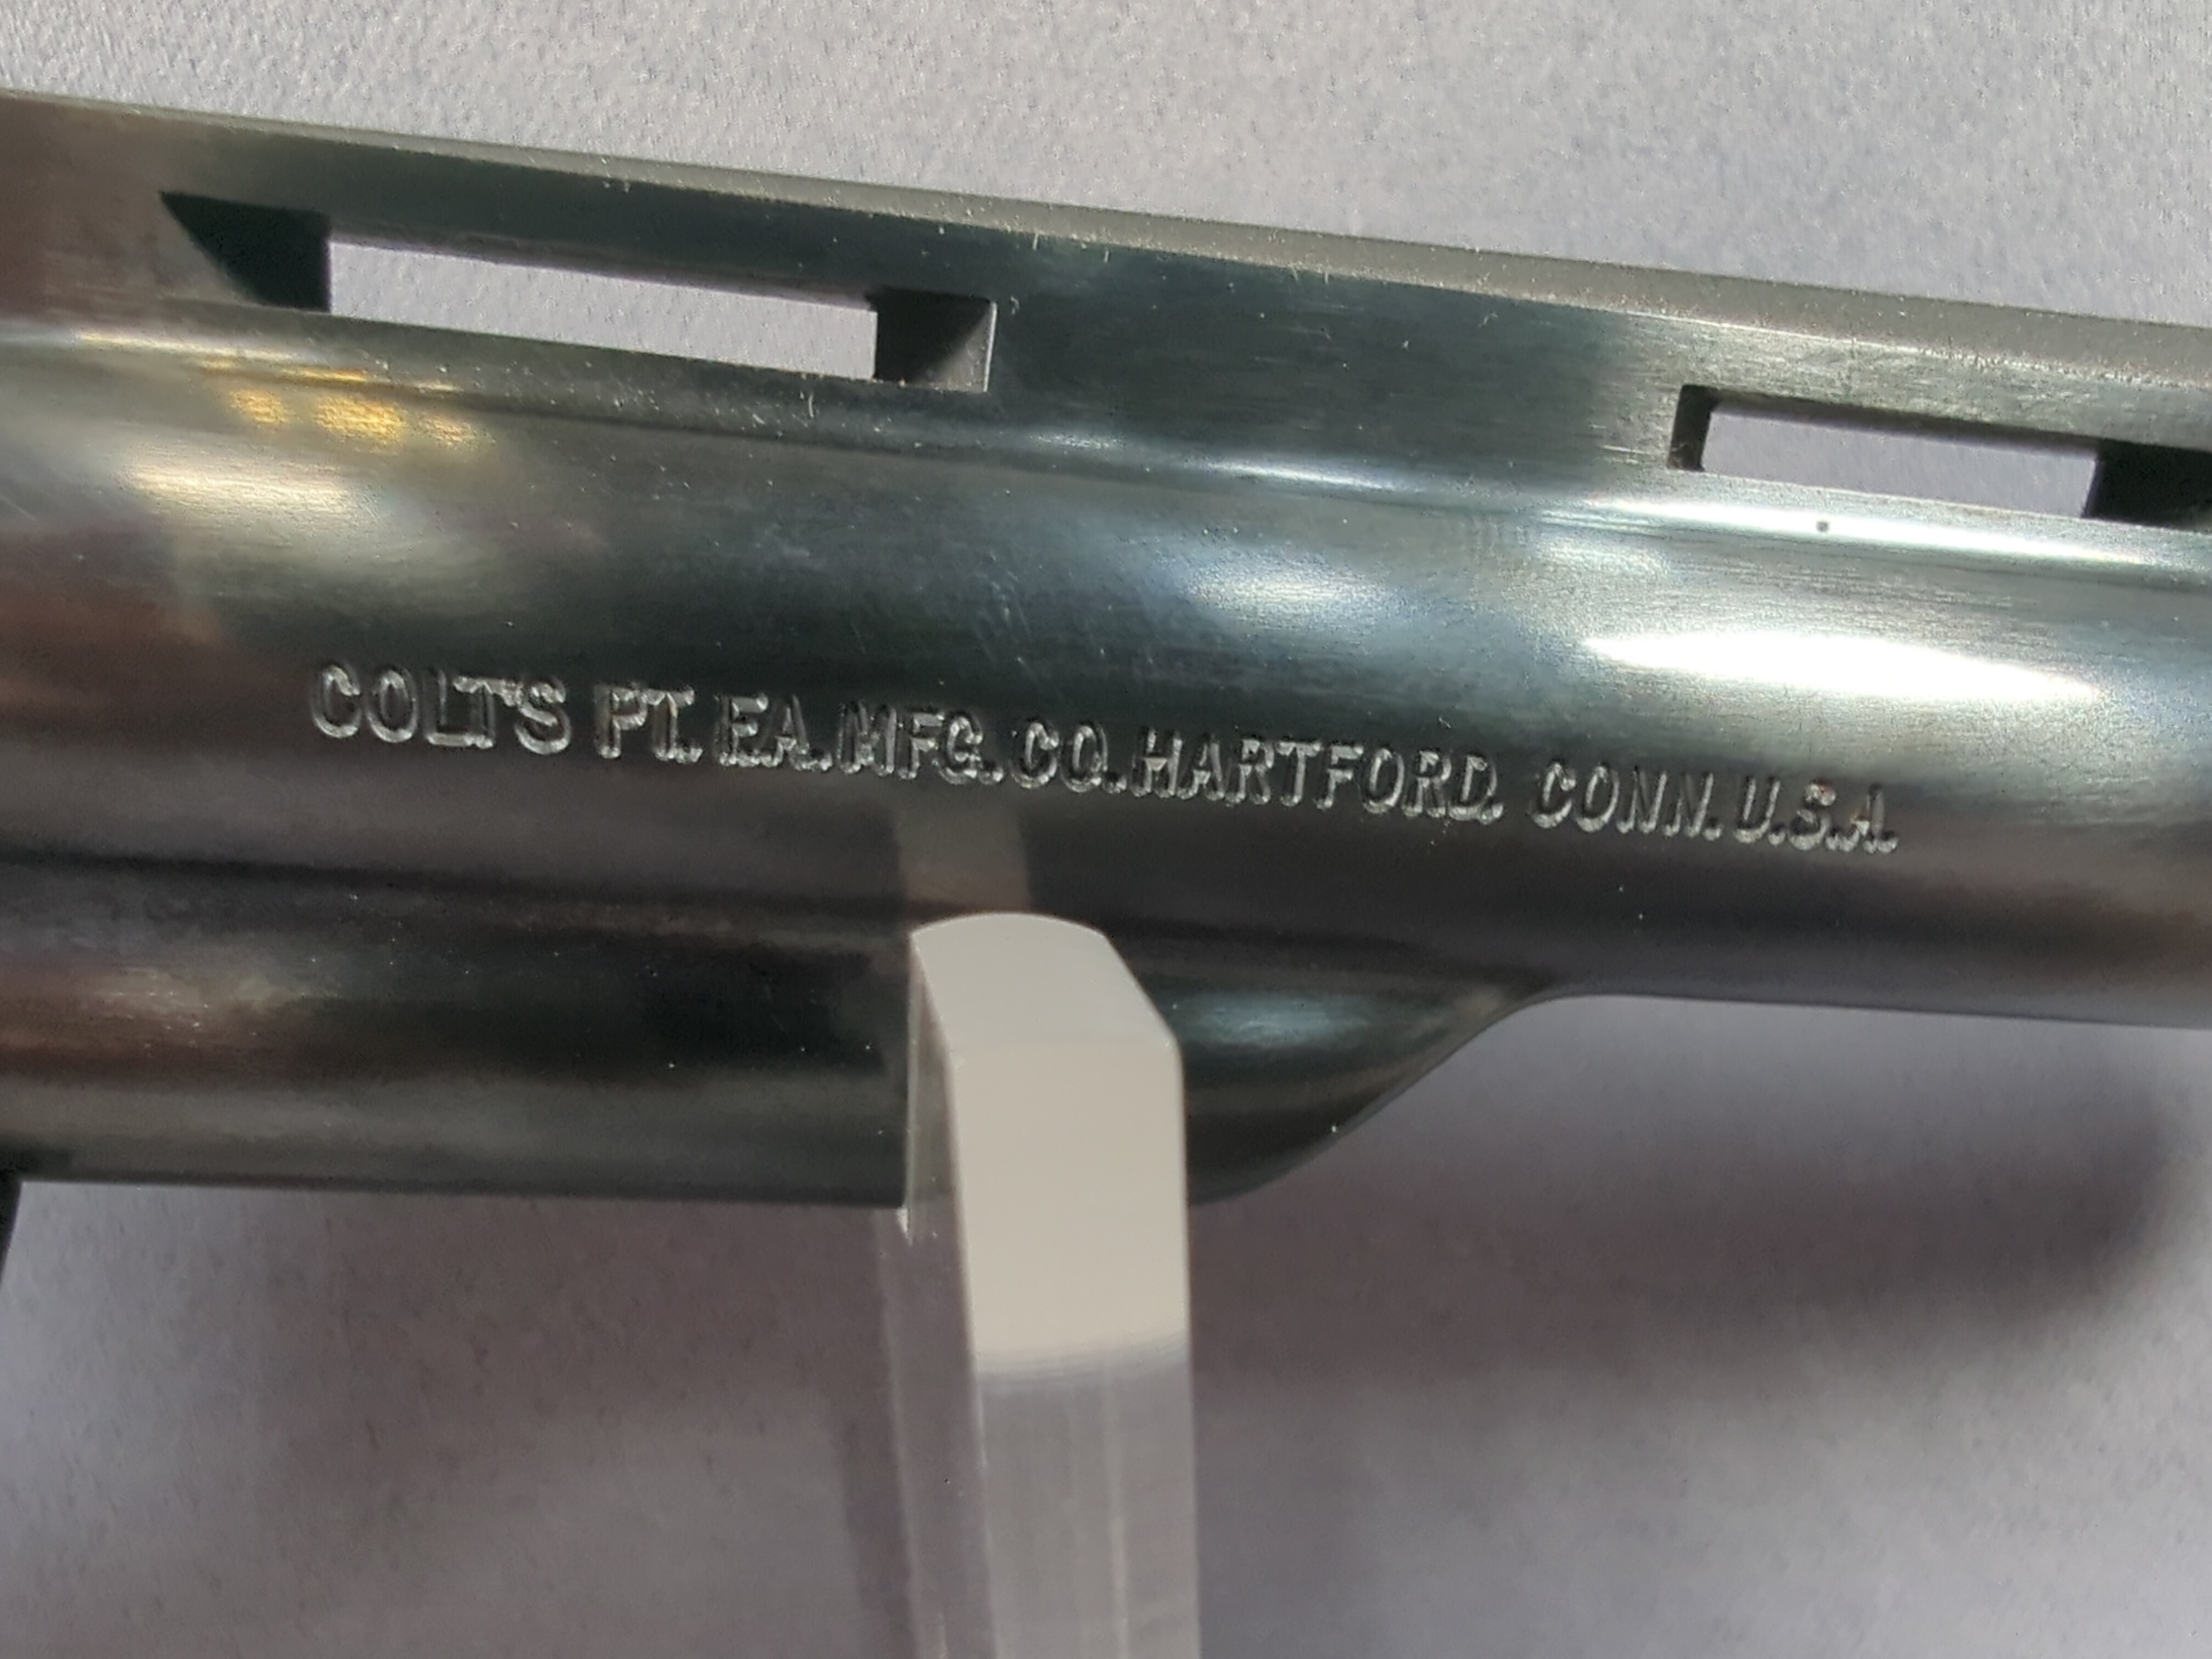 COLT'S PT. F.A. MFG. CO. HARTFORD. CONN. U.S.A.